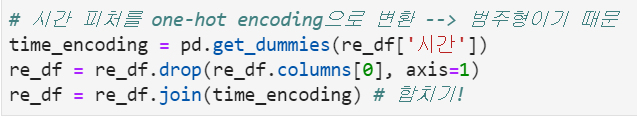 # 시간 피처를 one-hot encoding으로 변환 --> 범주형이기 때문
time_encoding = pd.get_dummies(re_df['시간'])
re_df = re_df.drop(re_df.columns[0], axis=1)
re_df = re_df.join(time_encoding) # 합치기!